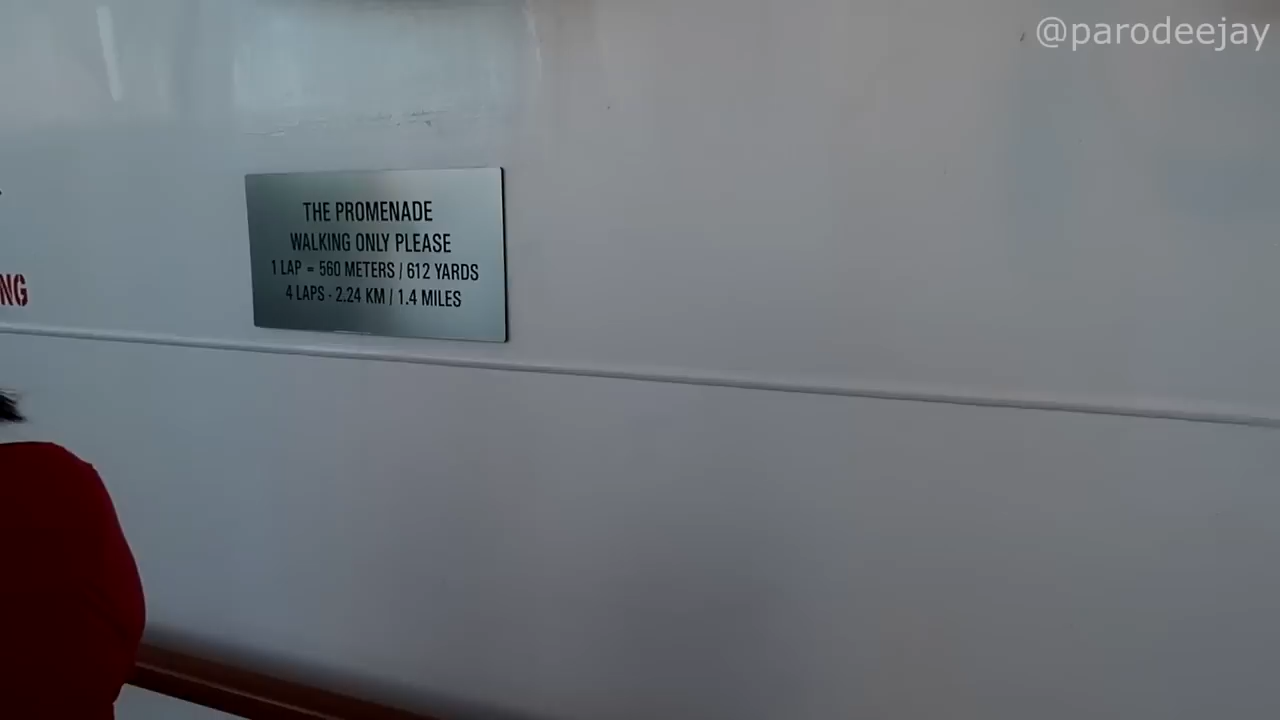 @parodeejay
THE PROMENADE
WALKING ONLY PLEASE
1 LAP = 560 METERS / 612 YARDS
4 LAPS - 2.24 KM / 1.4 MILES
NG